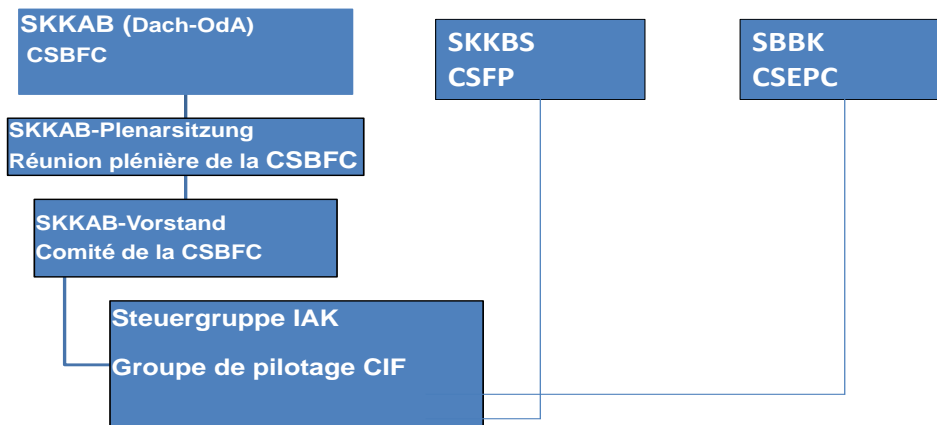 SKKAB (Dach-OdA)
CSBFC
SKKBS
CSFP
SBBK
CSEPC
SKKAB-Plenarsitzung
Réunion plénière de la CSBFC
SKKAB-Vorstand
Comité de la CSBFC
Steuergruppe IAK
Groupe de pilotage CIF